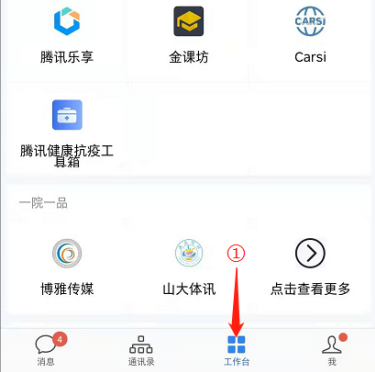 CARSI
腾讯乐享
金课坊
Carsi
腾讯健康抗疫工
具箱
一院一品
①
博雅传媒
山大体讯
点击查看更多
4
消息
通讯录
工作台
我